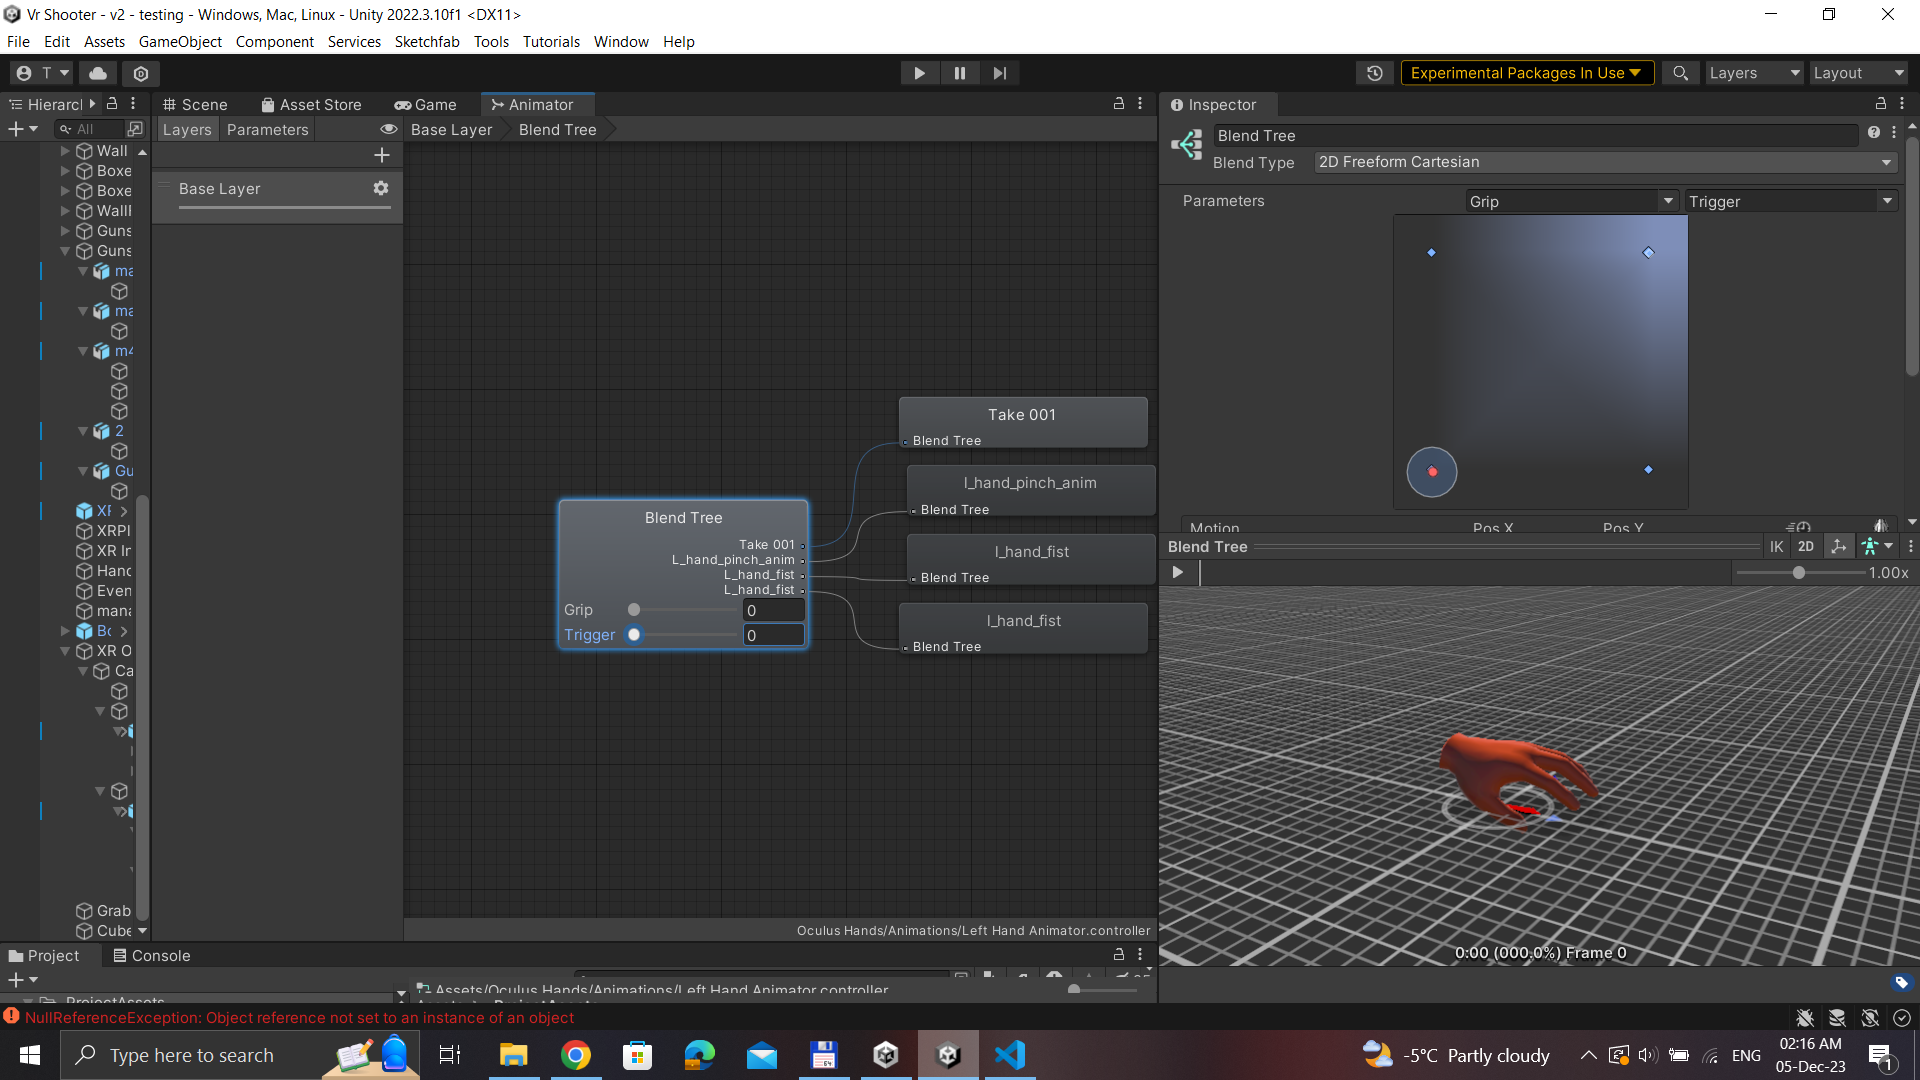 Vr Shooter - v2 - testing - Windows, Mac, Linux - Unity 2022.3.10f1 <DX11>
File Edit Assets GameObject Component Services Sketchfab Tools Tutorials Window Help
T
Experimental Packages In Use
Layers
Layout
Hierarcl
All
Wall
Boxe
Boxe
Walll
Guns
Guns
ma
ma
m4
2
Gu
XF
XRPI
XR In
Hand
Even
mana
Bc
XR O
Ca
Grab
Cube
Scene
Asset Store
Game
Animator
Layers
Parameters
Base Layer
Blend Tree
Base Layer
Take 001
Blend Tree
l_hand_pinch_anim
Blend Tree
l_hand_fist
Blend Tree
l_hand_fist
Blend Tree
Blend Tree
Take 001
L_hand_pinch_anim
L_hand_fist
L_hand_fist
Grip 0
Trigger 0
Oculus Hands/Animations/Left Hand Animator.controller
Inspector
Blend Tree
Blend Type 2D Freeform Cartesian
Parameters Grip Trigger
Motion Pos X Pos Y
Blend Tree IK 2D
1.00x
0:00 (000.0%) Frame 0
Project
Console
ProjectAssets
Assets/Oculus Hands/Animations/Left Hand Animator.controller
NullReferenceException: Object reference not set to an instance of an object
Type here to search
-5°C Partly cloudy
ENG
02:16 AM
05-Dec-23
1